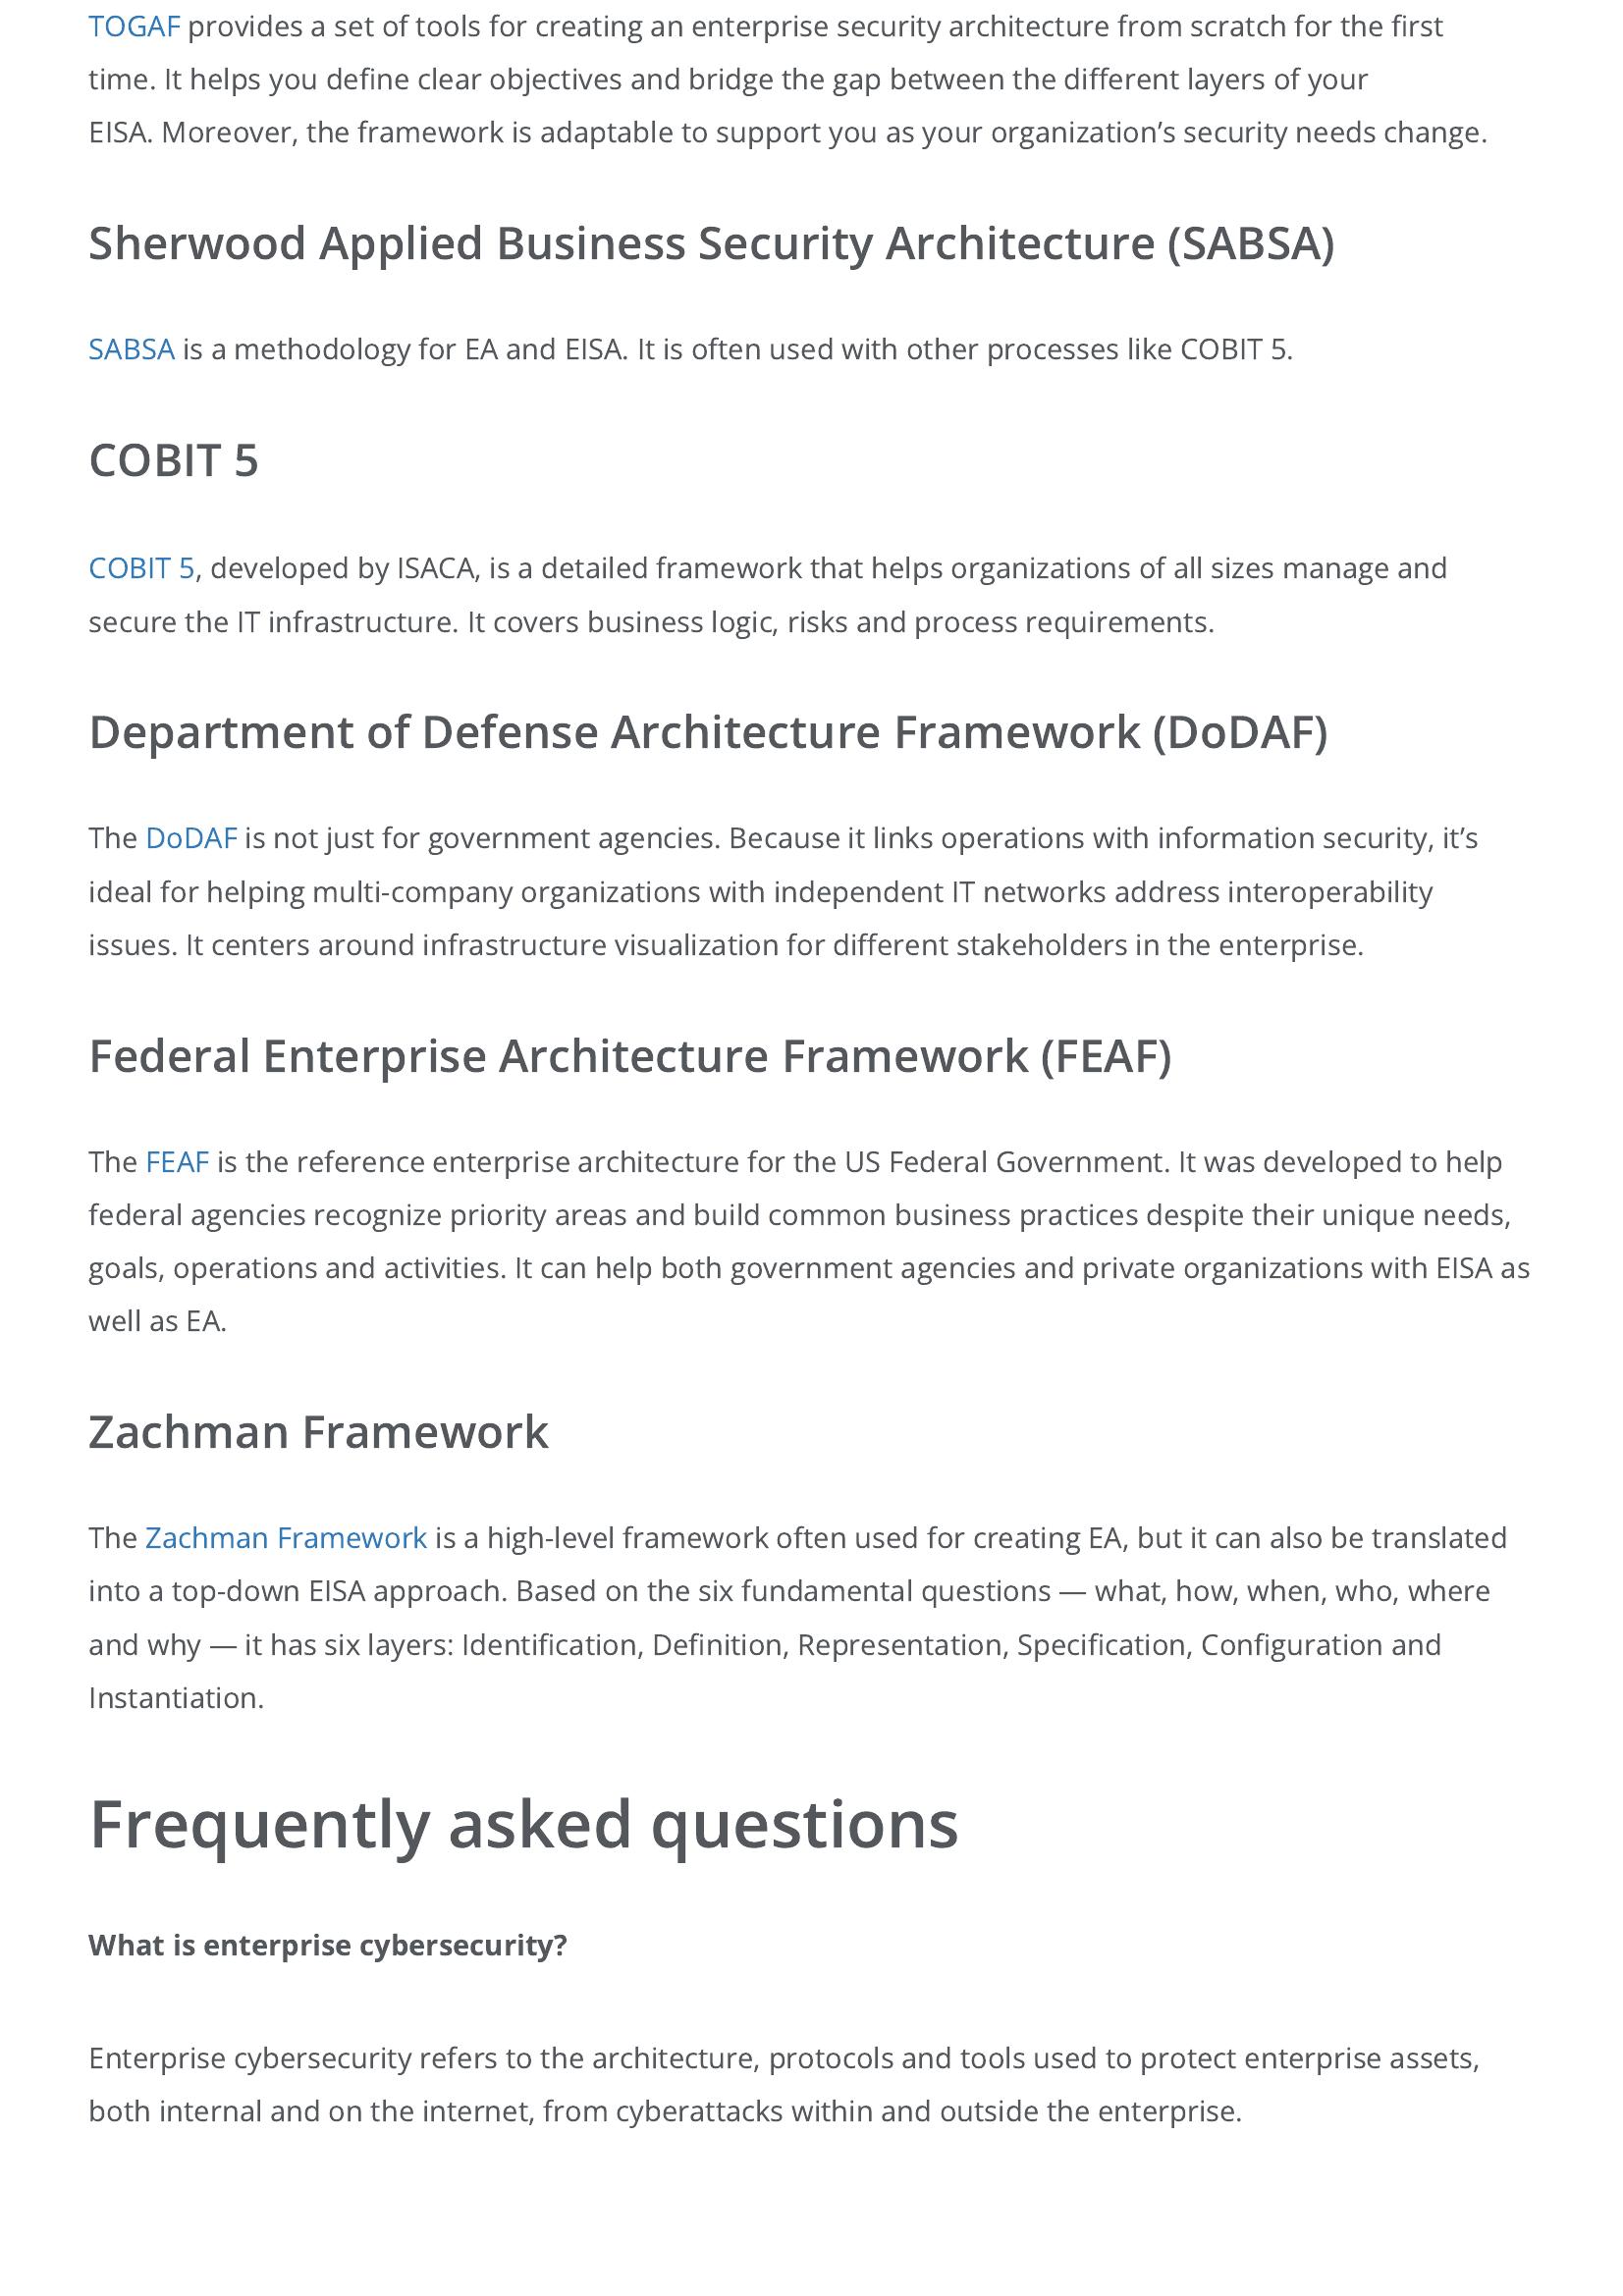 TOGAF provides a set of tools for creating an enterprise security architecture from scratch for the first
time. It helps you define clear objectives and bridge the gap between the different layers of your
EISA. Moreover, the framework is adaptable to support you as your organization’s security needs change.
Sherwood Applied Business Security Architecture (SABSA)
SABSA is a methodology for EA and EISA. It is often used with other processes like COBIT 5.
COBIT 5
COBIT 5, developed by ISACA, is a detailed framework that helps organizations of all sizes manage and
secure the IT infrastructure. It covers business logic, risks and process requirements.
Department of Defense Architecture Framework (DoDAF)
The DoDAF is not just for government agencies. Because it links operations with information security, it’s
ideal for helping multi-company organizations with independent IT networks address interoperability
issues. It centers around infrastructure visualization for different stakeholders in the enterprise.
Federal Enterprise Architecture Framework (FEAF)
The FEAF is the reference enterprise architecture for the US Federal Government. It was developed to help
federal agencies recognize priority areas and build common business practices despite their unique needs,
goals, operations and activities. It can help both government agencies and private organizations with EISA as
well as EA.
Zachman Framework
The Zachman Framework is a high-level framework often used for creating EA, but it can also be translated
into a top-down EISA approach. Based on the six fundamental questions — what, how, when, who, where
and why — it has six layers: Identification, Definition, Representation, Specification, Configuration and
Instantiation.
Frequently asked questions
What is enterprise cybersecurity?
Enterprise cybersecurity refers to the architecture, protocols and tools used to protect enterprise assets,
both internal and on the internet, from cyberattacks within and outside the enterprise.